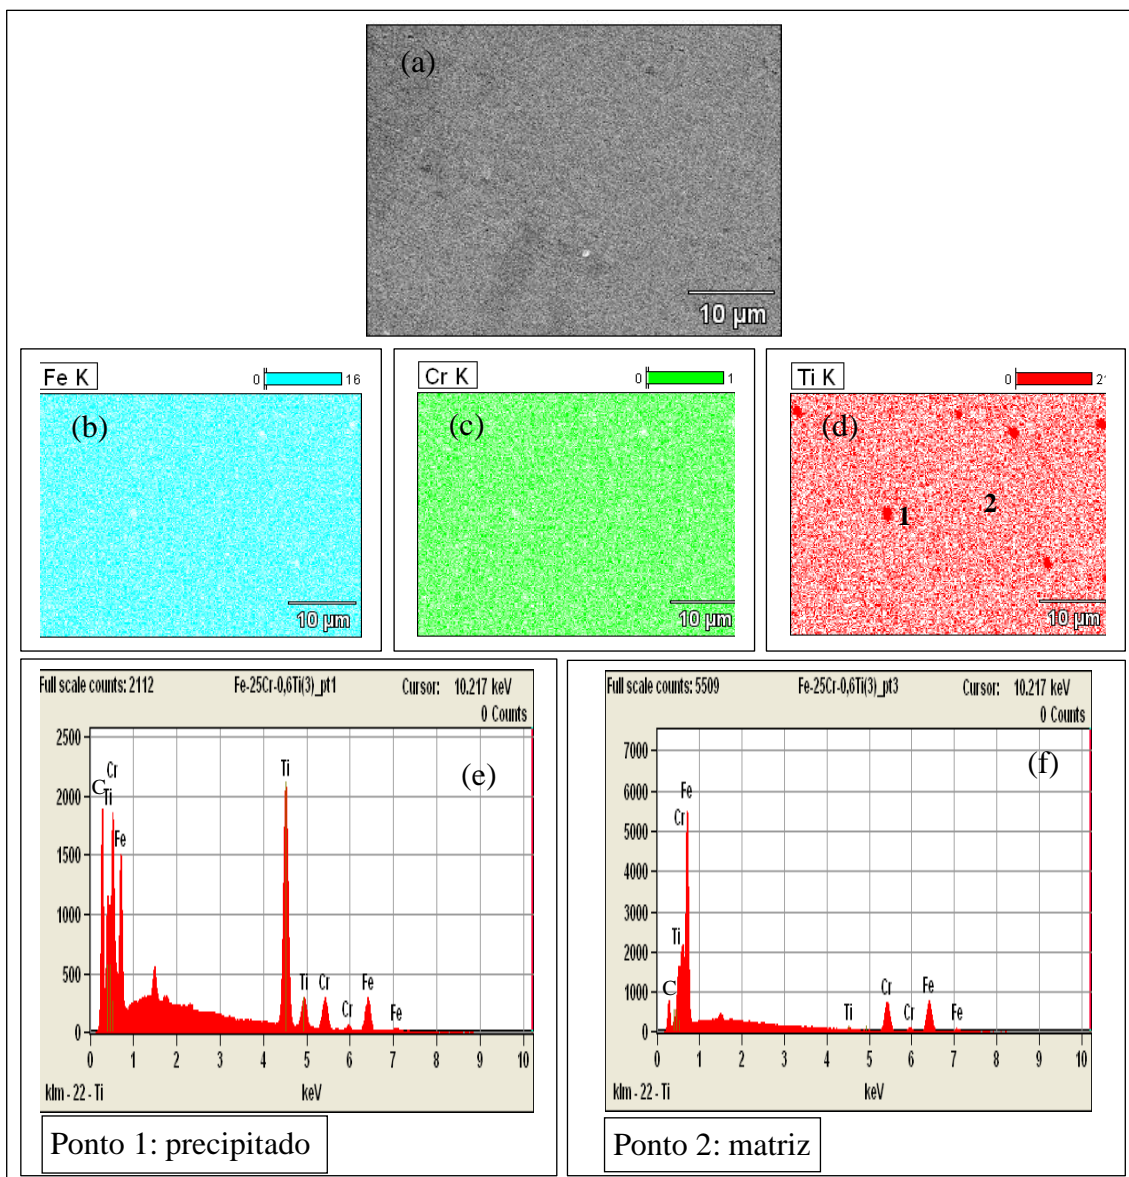 (a)
10 µm
Fe K
0 16
(b)
10 µm
Cr K
0 1
(c)
10 µm
Ti K
0
(d)
1
2
10 µm
Full scale counts: 2112 Fe-25Cr-0,6Ti(3)_pt1 Cursor: 10.217 keV
0 Counts
2500
2000
1500
1000
500
0
C
Cr
Ti
Fe
Ti
(e)
Ti
Cr
Cr
Fe
Fe
0 1 2 3 4 5 6 7 8 9 10
klm - 22 - Ti keV
Ponto 1: precipitado
Full scale counts: 5509 Fe-25Cr-0,6Ti(3)_pt3 Cursor: 10.217 keV
0 Counts
7000
6000
5000
4000
3000
2000
1000
0
Fe
Cr
Ti
C
(f)
Ti
Cr
Cr
Fe
Fe
0 1 2 3 4 5 6 7 8 9 10
klm - 22 - Ti keV
Ponto 2: matriz